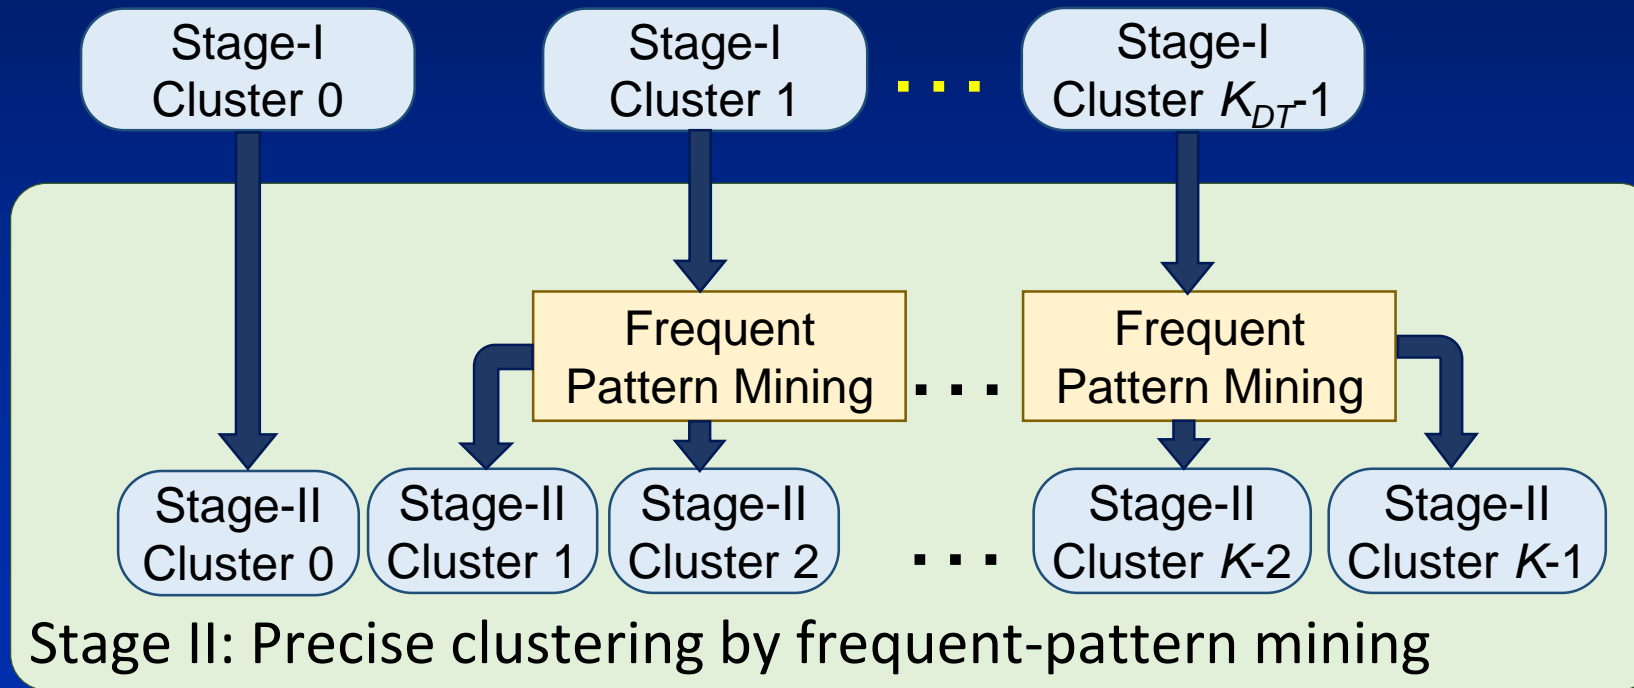 Stage-I
Cluster 0
Stage-I
Cluster 1
...
Stage-I
Cluster K_DT-1
Frequent
Pattern Mining
...
Frequent
Pattern Mining
Stage-II
Cluster 0
Stage-II
Cluster 1
Stage-II
Cluster 2
...
Stage-II
Cluster K-2
Stage-II
Cluster K-1
Stage II: Precise clustering by frequent-pattern mining